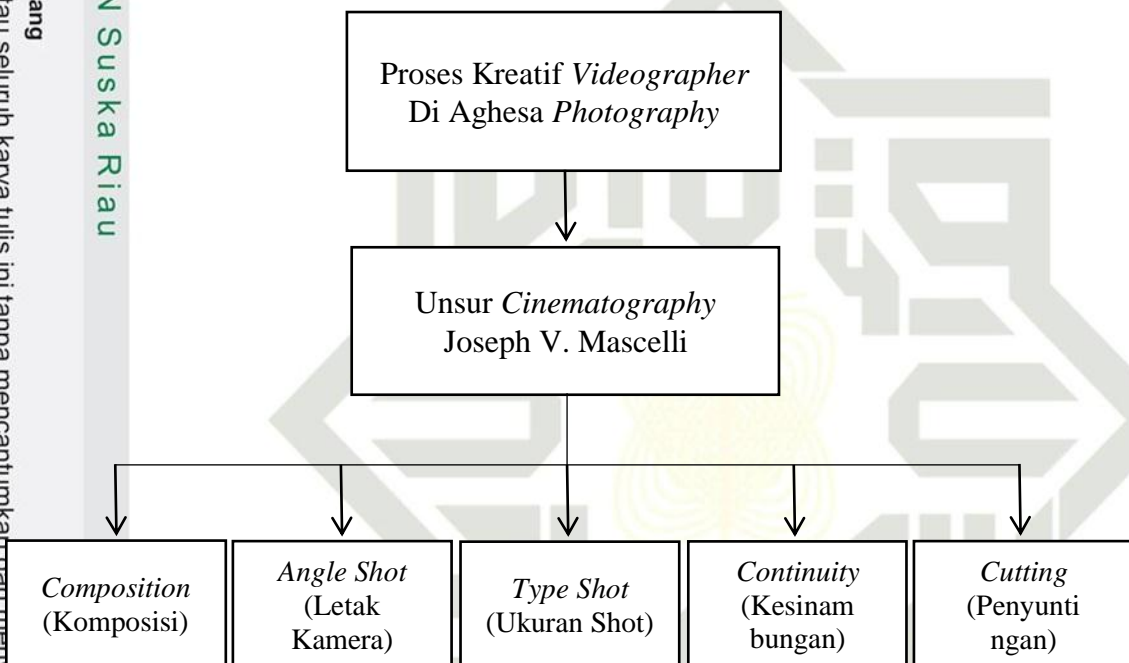 N Suska Riau
ang
seluruh karya tulis ini tanpa mencantumkan
Proses Kreatif Videographer
Di Aghesa Photography
Unsur Cinematography
Joseph V. Mascelli
Composition
(Komposisi)
Angle Shot
(Letak
Kamera)
Type Shot
(Ukuran Shot)
Continuity
(Kesinam
bungan)
Cutting
(Penyunti
ngan)